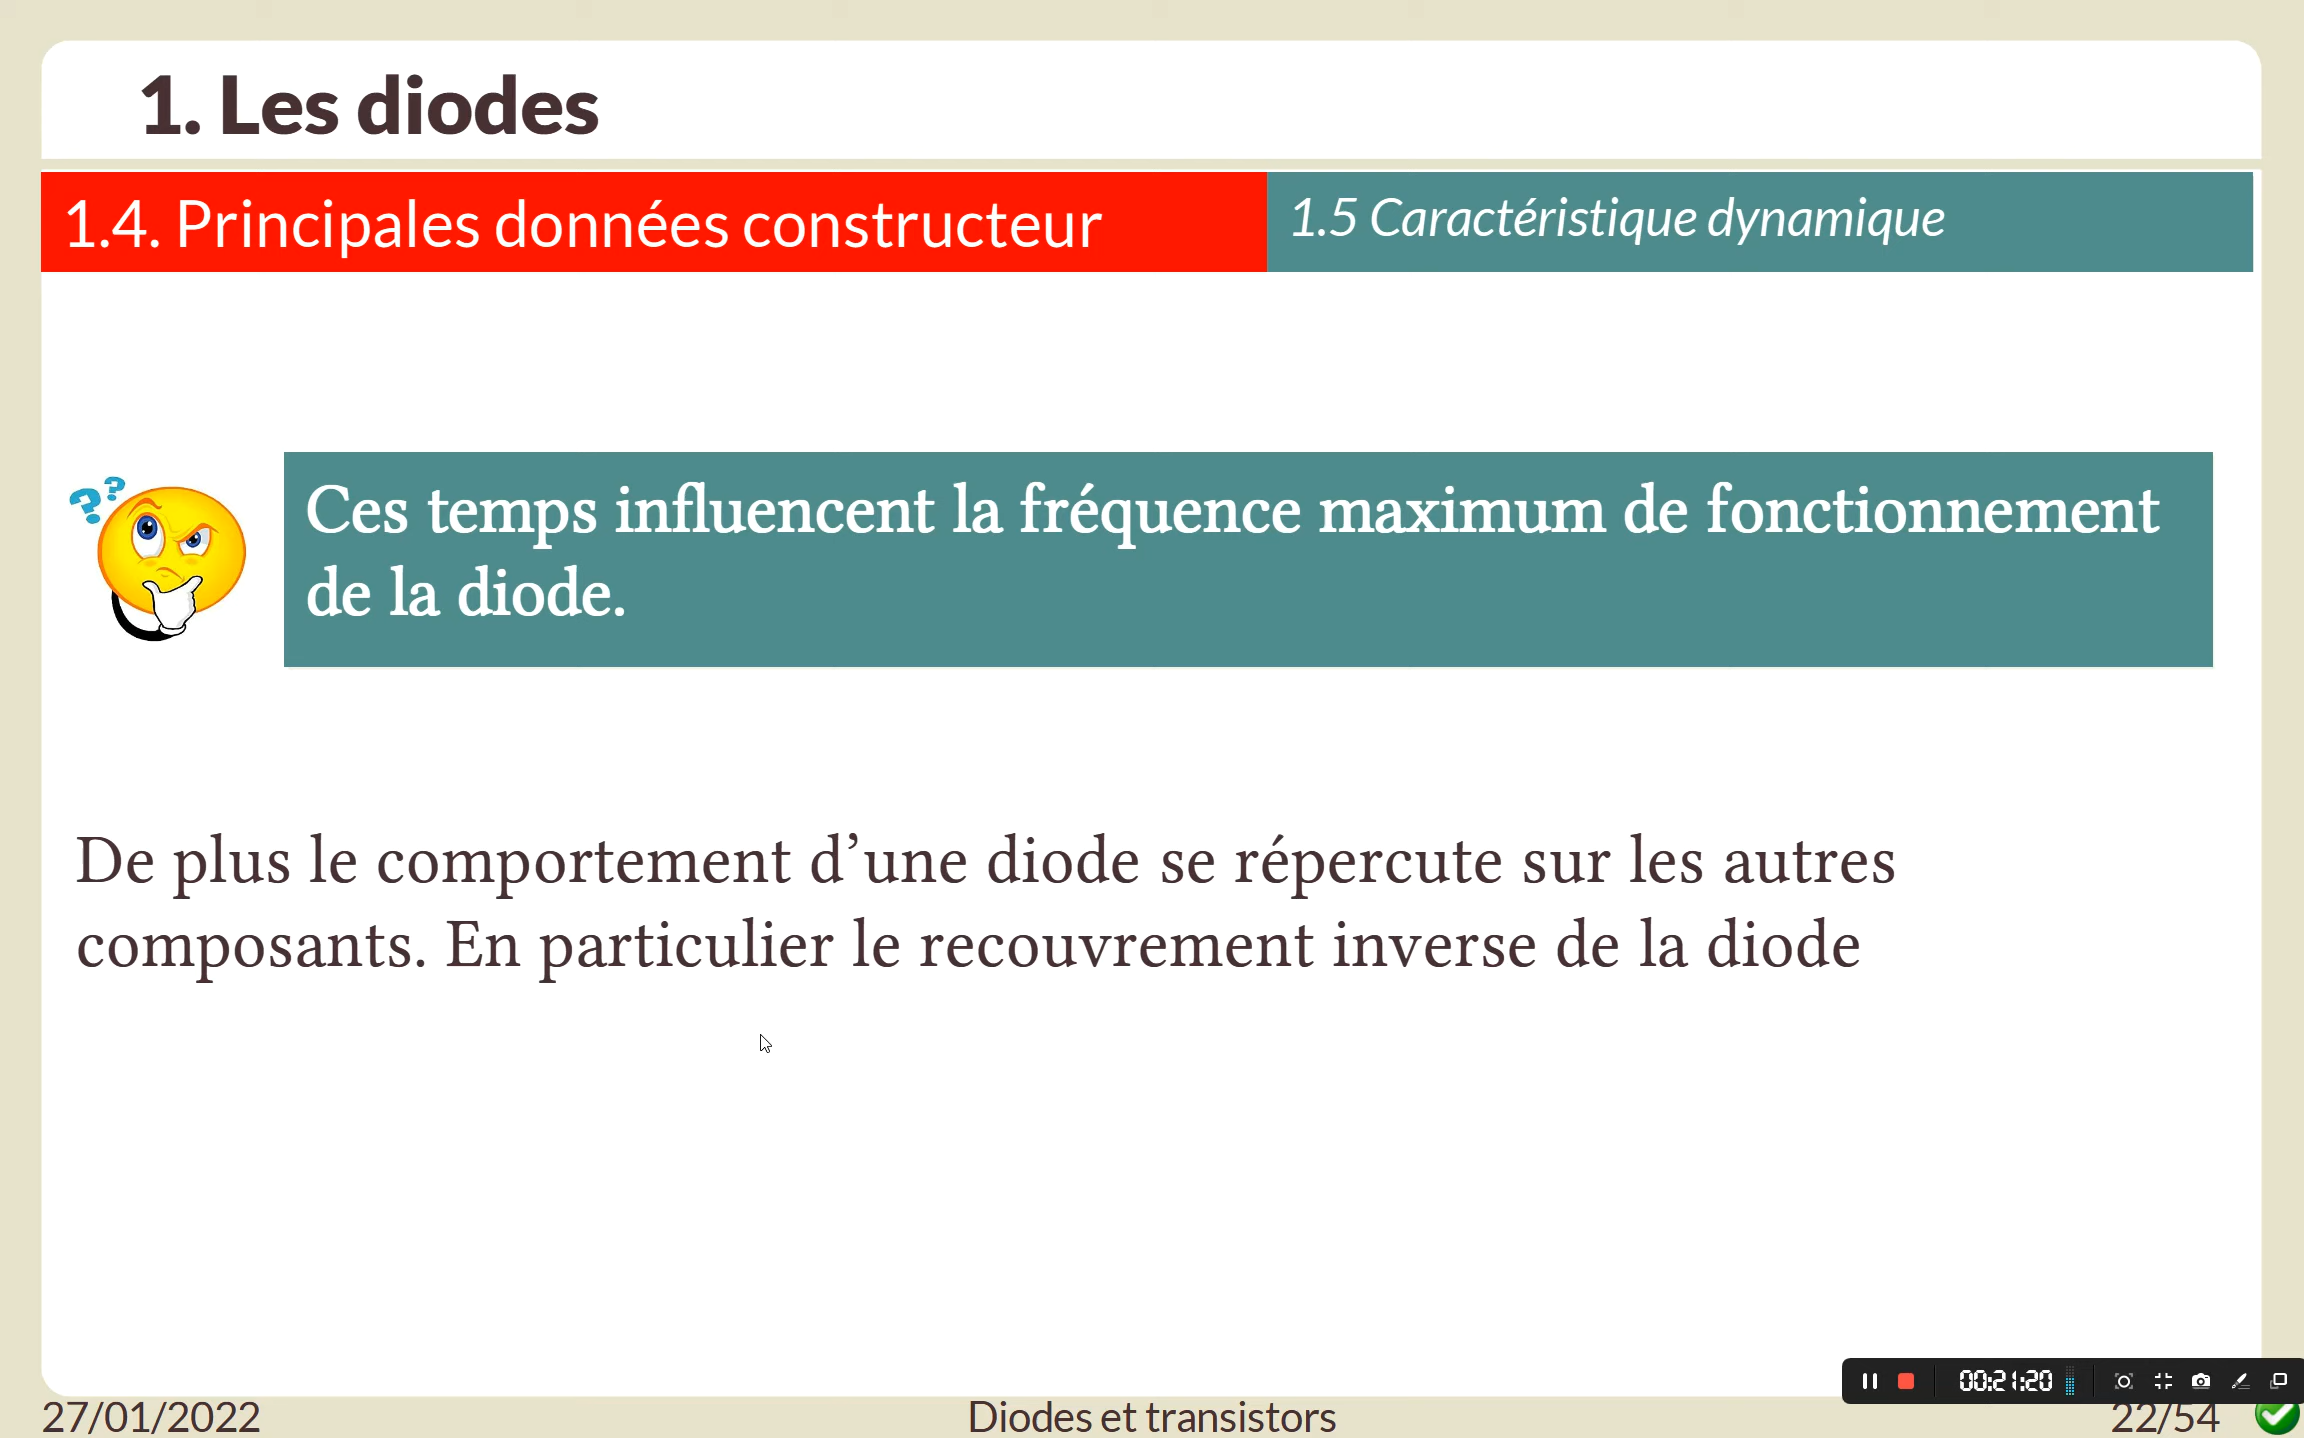 1. Les diodes
1.4. Principales données constructeur
1.5 Caractéristique dynamique
? ?
Ces temps influencent la fréquence maximum de fonctionnement
de la diode.
De plus le comportement d’une diode se répercute sur les autres
composants. En particulier le recouvrement inverse de la diode
00:21:20
27/01/2022
Diodes et transistors
22/54